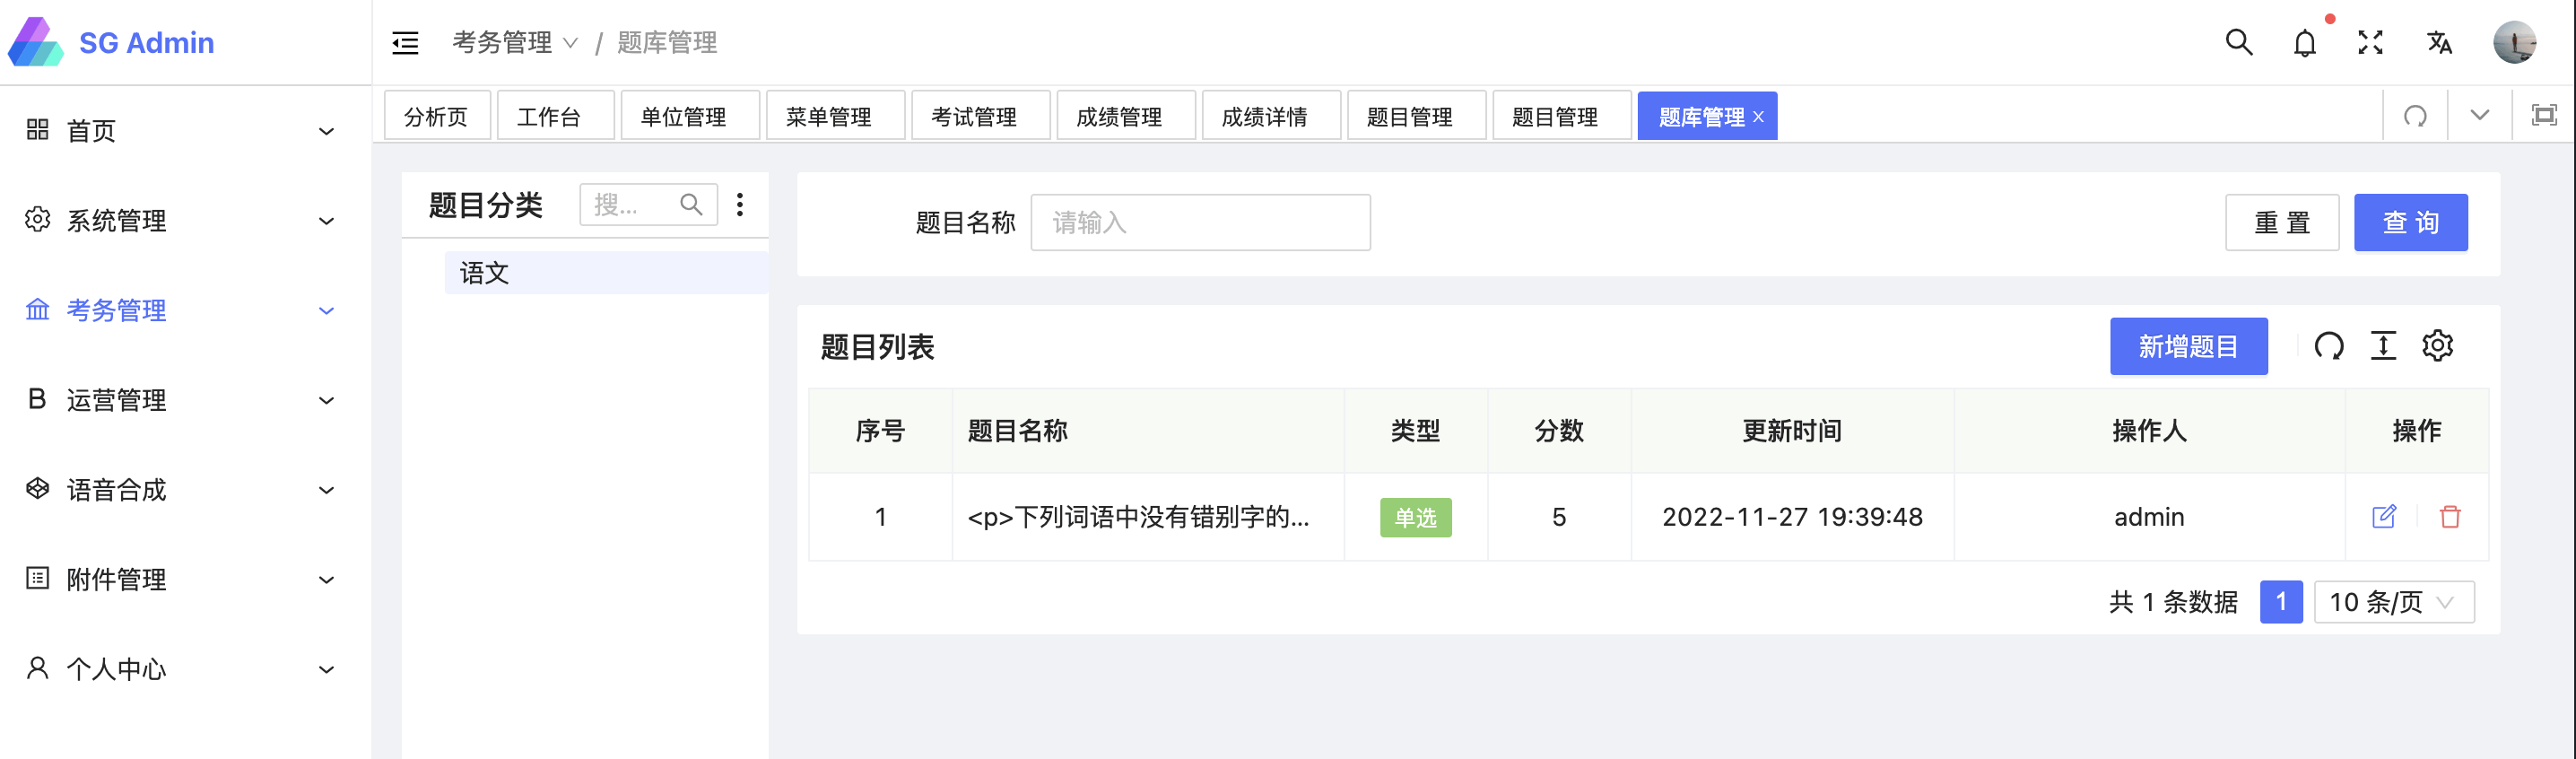 SG Admin
考务管理 / 题库管理
分析页 工作台 单位管理 菜单管理 考试管理 成绩管理 成绩详情 题目管理 题目管理 题库管理 ×
首页
系统管理
考务管理
运营管理
语音合成
附件管理
个人中心
题目分类 搜...
语文
题目名称 请输入 重 置 查 询
题目列表 新增题目
序号 题目名称 类型 分数 更新时间 操作人 操作
1 <p>下列词语中没有错别字的... 单选 5 2022-11-27 19:39:48 admin
共 1 条数据 1 10 条/页